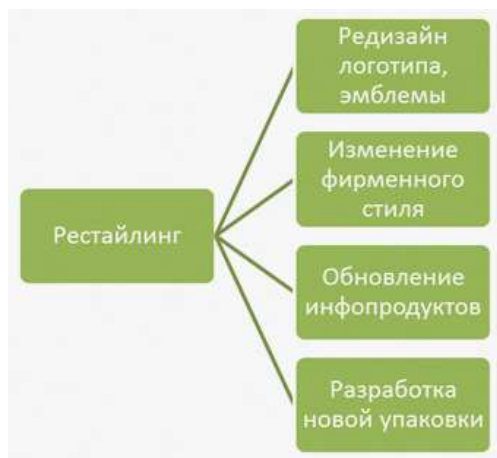 Рестайлинг
Редизайн
логотипа,
эмблемы
Изменение
фирменного
стиля
Обновление
инфопродуктов
Разработка
новой упаковки